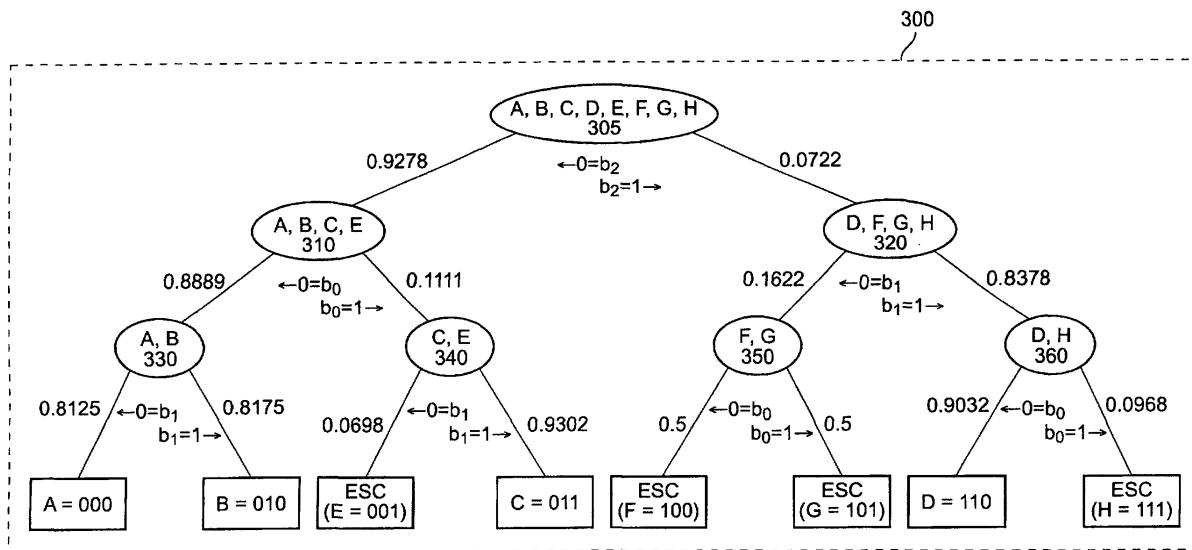 300
A, B, C, D, E, F, G, H
305
0.9278
←0=b₂
b₂=1→
0.0722
A, B, C, E
310
D, F, G, H
320
0.8889
←0=b₀
b₀=1→
0.1111
0.1622
←0=b₁
b₁=1→
0.8378
A, B
330
C, E
340
F, G
350
D, H
360
0.8125
←0=b₁
b₁=1→
0.8175
0.0698
←0=b₁
b₁=1→
0.9302
0.5
←0=b₀
b₀=1→
0.5
0.9032
←0=b₀
b₀=1→
0.0968
A = 000
B = 010
ESC
(E = 001)
C = 011
ESC
(F = 100)
ESC
(G = 101)
D = 110
ESC
(H = 111)